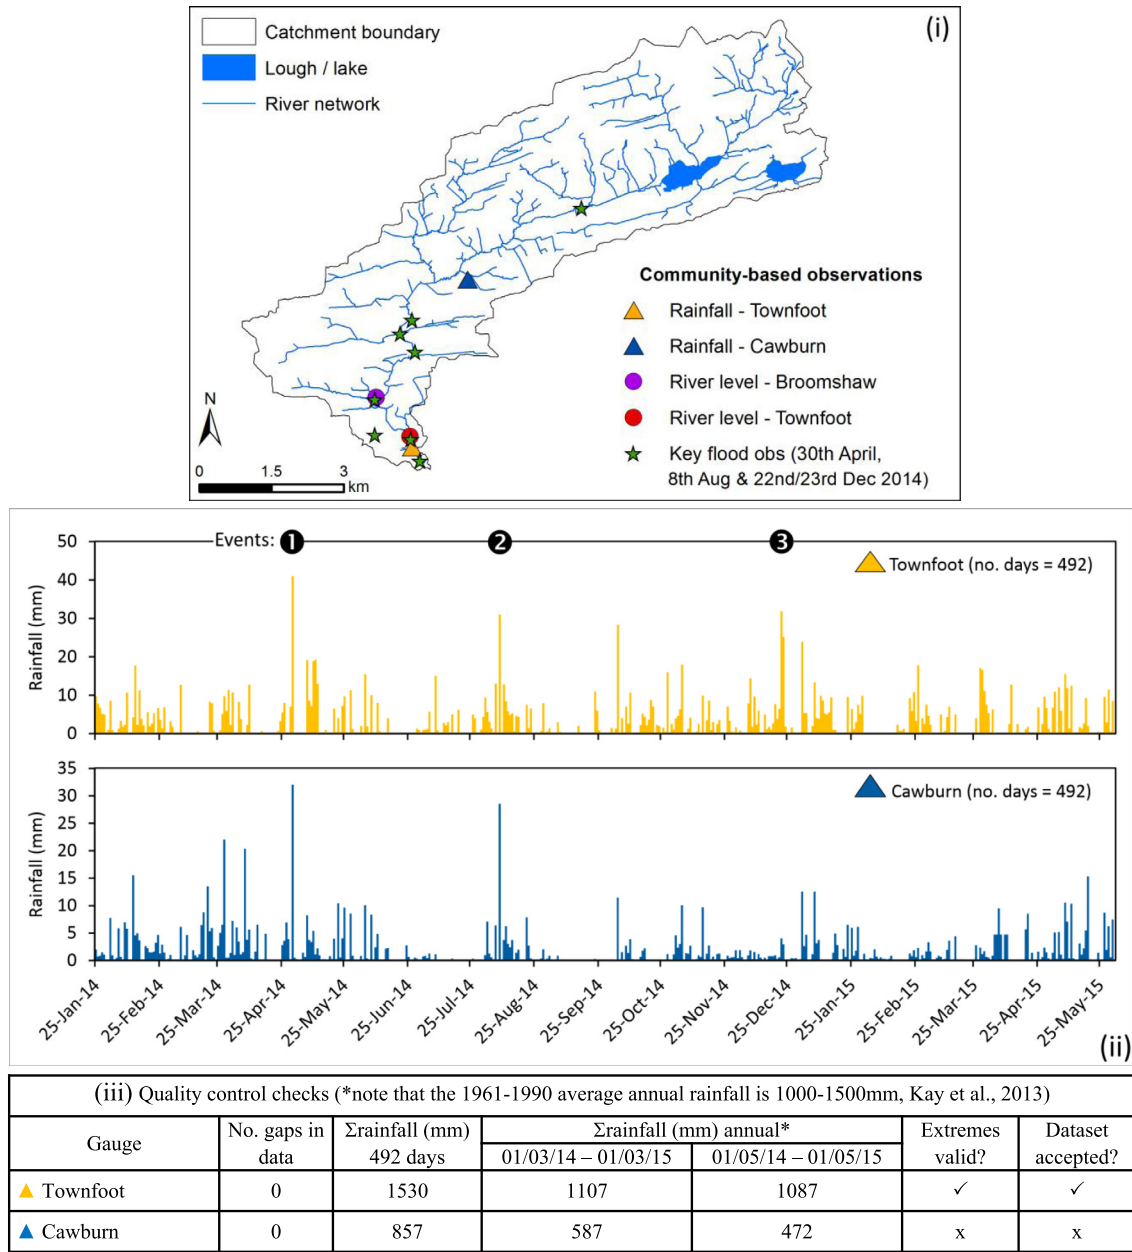 (i)
Catchment boundary
Lough / lake
River network
Community-based observations
Rainfall - Townfoot
Rainfall - Cawburn
River level - Broomshaw
River level - Townfoot
Key flood obs (30th April,
8th Aug & 22nd/23rd Dec 2014)
N
0 1.5 3
km
Events: 1 2 3
Townfoot (no. days = 492)
Rainfall (mm)
50
40
30
20
10
0
Cawburn (no. days = 492)
Rainfall (mm)
35
30
25
20
15
10
5
0
25-Jan-14 25-Feb-14 25-Mar-14 25-Apr-14 25-May-14 25-Jun-14 25-Jul-14 25-Aug-14 25-Sep-14 25-Oct-14 25-Nov-14 25-Dec-14 25-Jan-15 25-Feb-15 25-Mar-15 25-Apr-15 25-May-15
(ii)
(iii) Quality control checks (*note that the 1961-1990 average annual rainfall is 1000-1500mm, Kay et al., 2013)
Gauge
No. gaps in
data
Σrainfall (mm)
492 days
Σrainfall (mm) annual*
01/03/14 – 01/03/15 01/05/14 – 01/05/15
Extremes
valid?
Dataset
accepted?
Townfoot 0 1530 1107 1087 ✓ ✓
Cawburn 0 857 587 472 x x